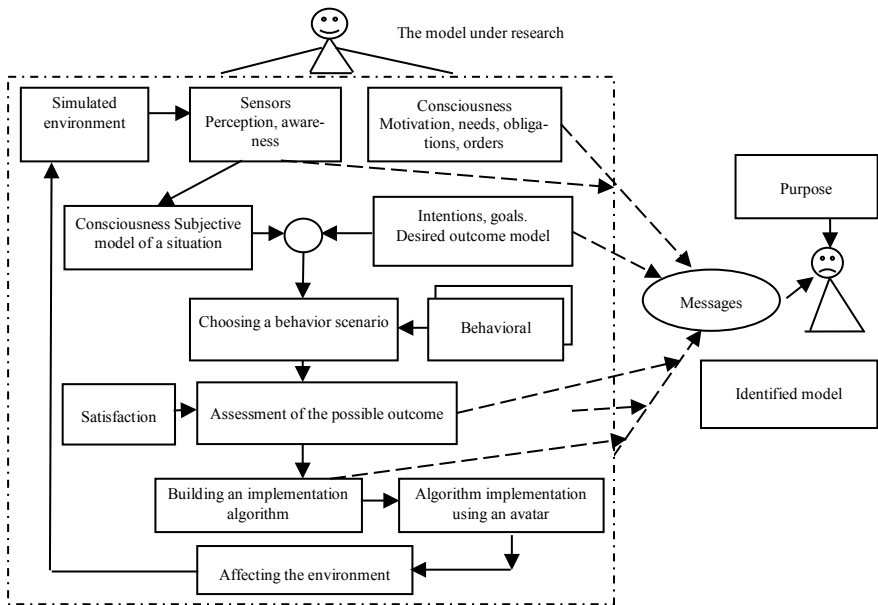 The model under research
Simulated
environment
Sensors
Perception, aware-
ness
Consciousness
Motivation, needs, obliga-
tions, orders
Purpose
Consciousness Subjective
model of a situation
Intentions, goals.
Desired outcome model
Messages
Choosing a behavior scenario
Behavioral
Identified model
Satisfaction
Assessment of the possible outcome
Building an implementation
algorithm
Algorithm implementation
using an avatar
Affecting the environment